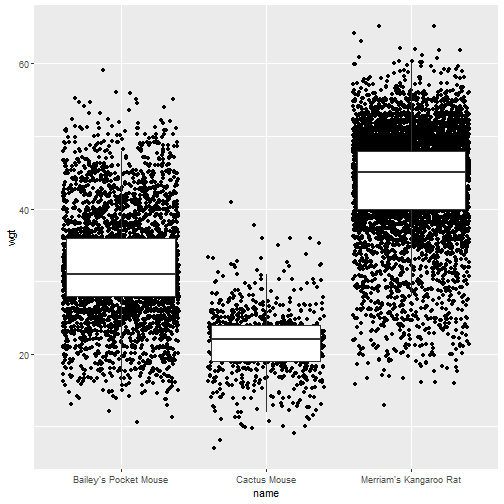 60
40
20
wgt
Bailey's Pocket Mouse
Cactus Mouse
Merriam's Kangaroo Rat
name